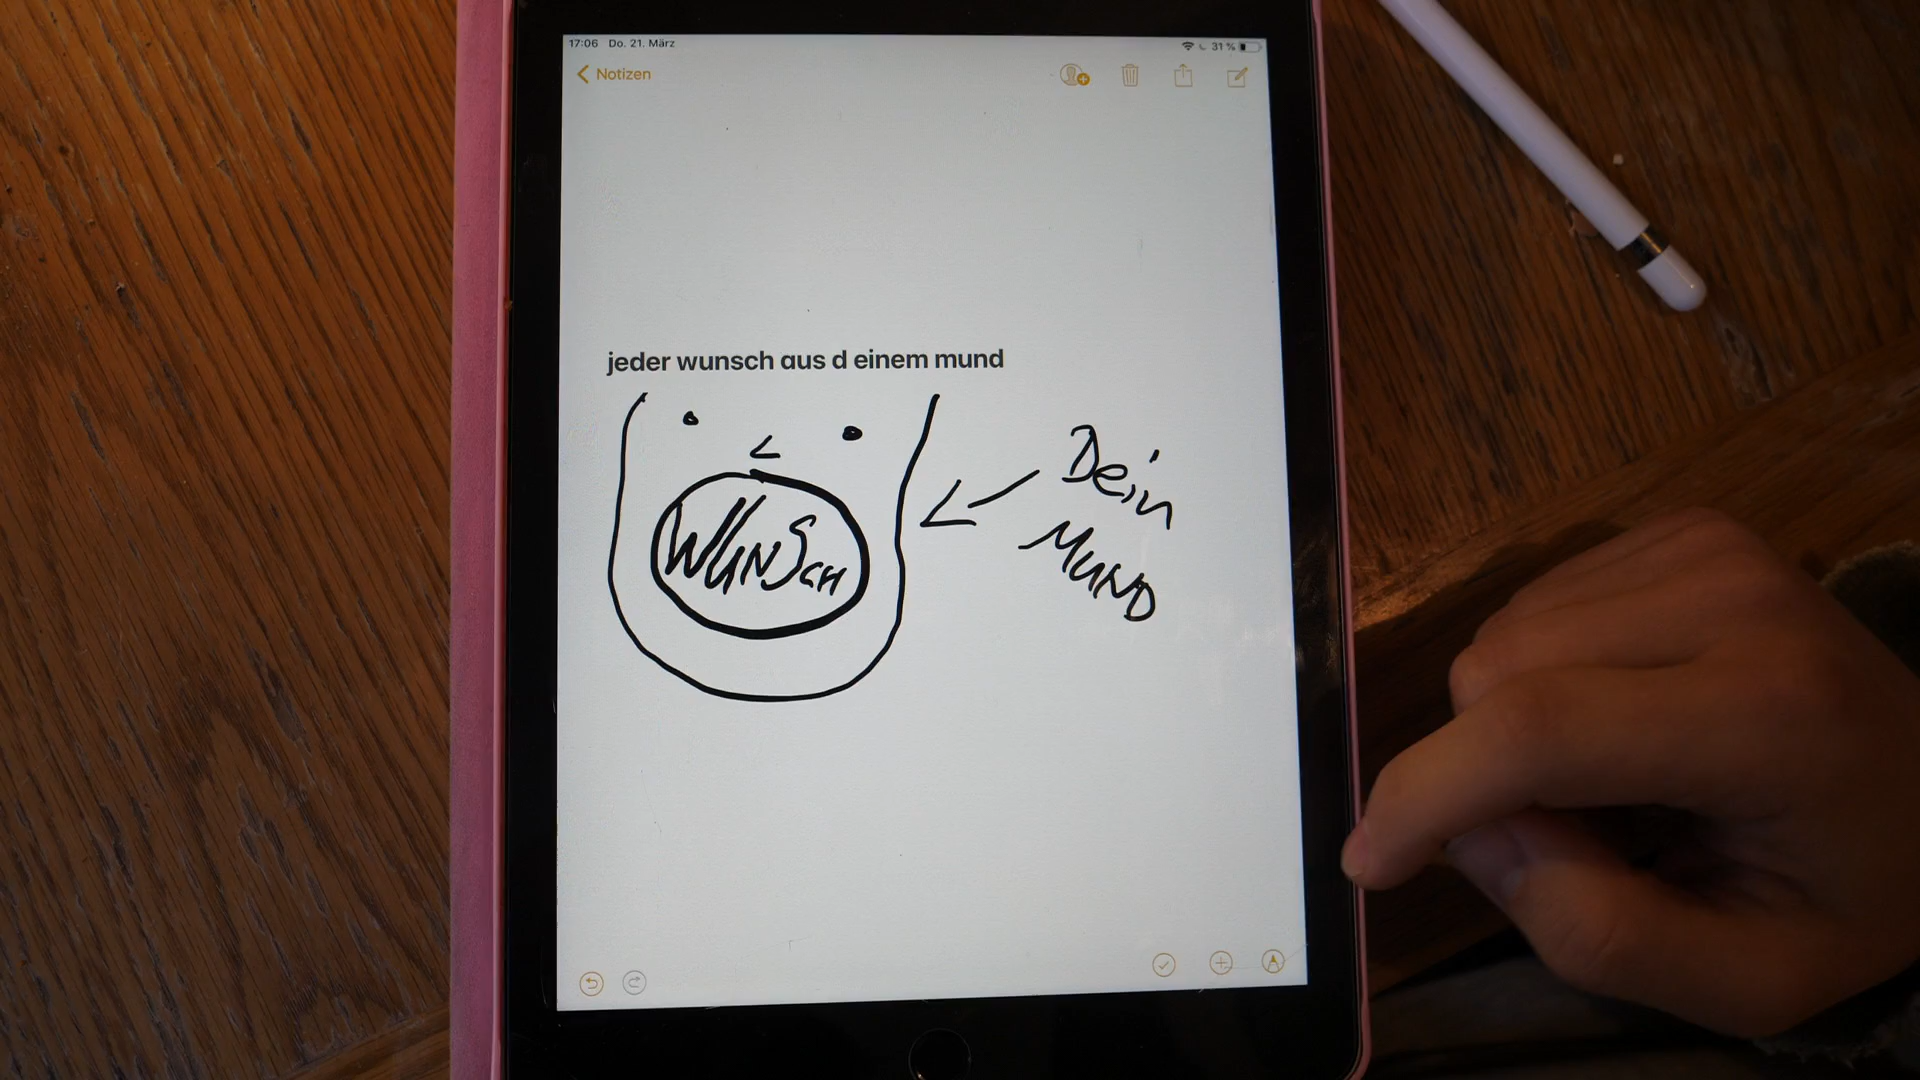 17:06 Do. 21. März 31 %
Notizen
jeder wunsch aus d einem mund
WUNSCH
Dein
MUND